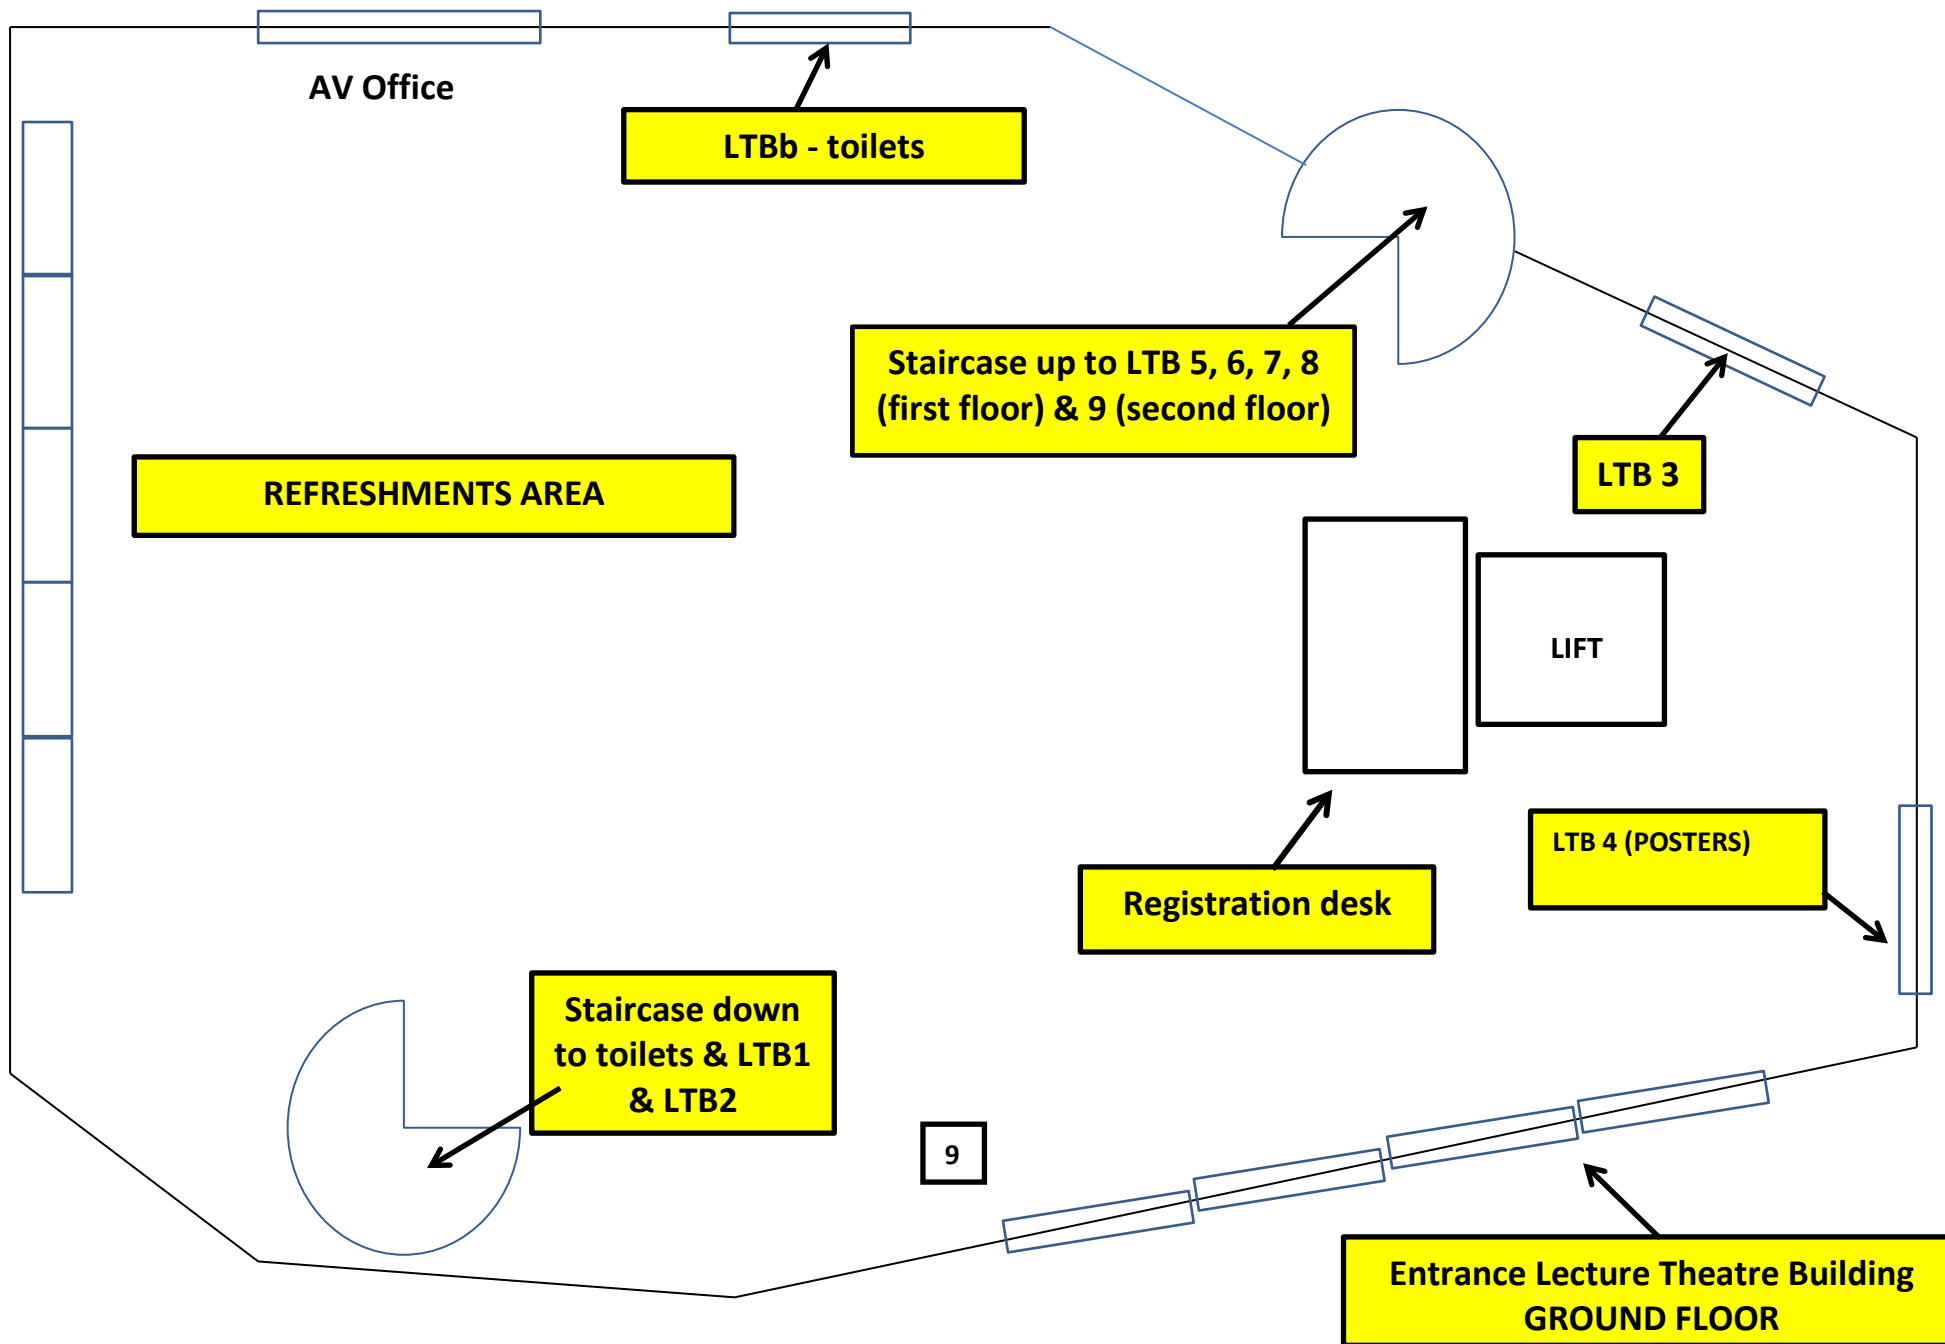 AV Office
LTBb - toilets
Staircase up to LTB 5, 6, 7, 8
(first floor) & 9 (second floor)
REFRESHMENTS AREA
LTB 3
LIFT
LTB 4 (POSTERS)
Registration desk
Staircase down
to toilets & LTB1
& LTB2
9
Entrance Lecture Theatre Building
GROUND FLOOR